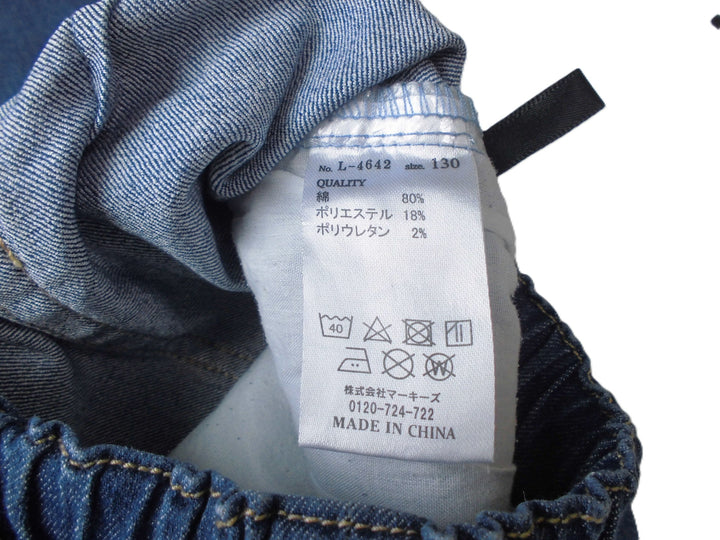 No. L-4642 size. 130
QUALITY
綿 80%
ポリエステル 18%
ポリウレタン 2%
40
W
株式会社マーキーズ
0120-724-722
MADE IN CHINA